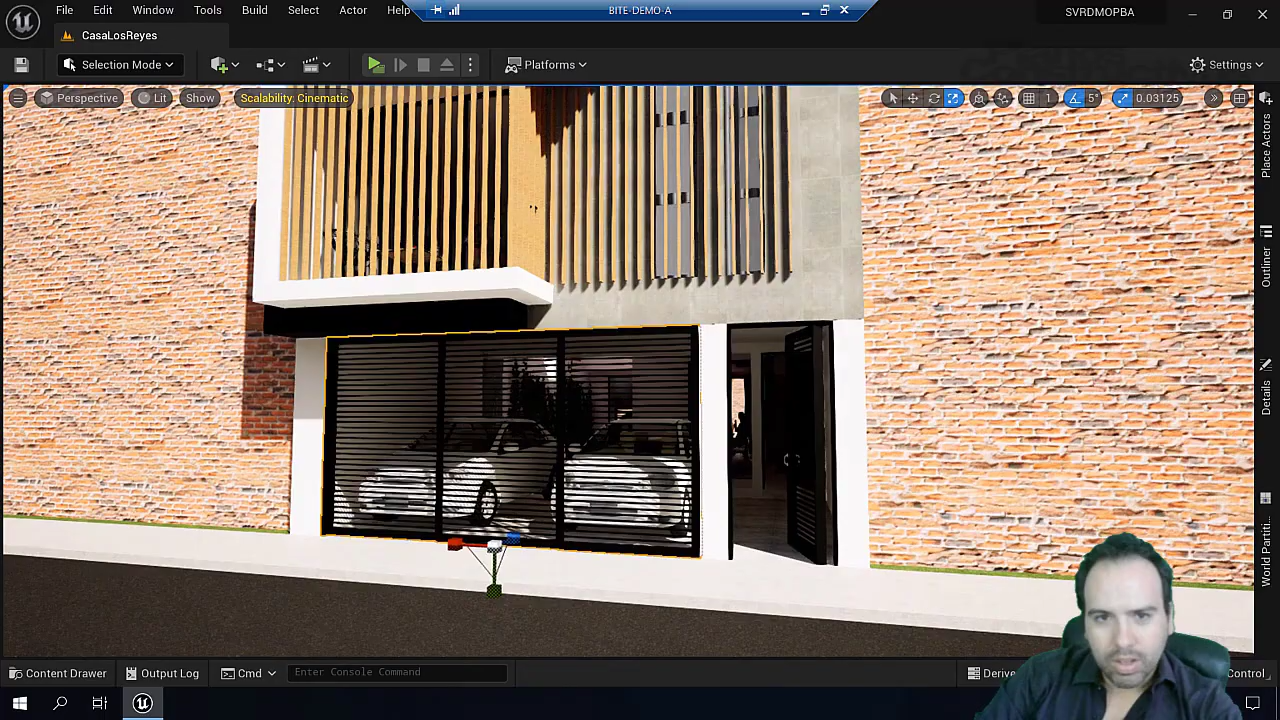 File Edit Window Tools Build Select Actor Help
BITE-DEMO-A
SVRDMOPBA
CasaLosReyes
Selection Mode
Platforms
Settings
Perspective
Lit
Show
Scalability: Cinematic
1
5°
0.03125
Place Actors
Outliner
Details
World Partiti
Content Drawer
Output Log
Cmd
Enter Console Command
Derive
Control